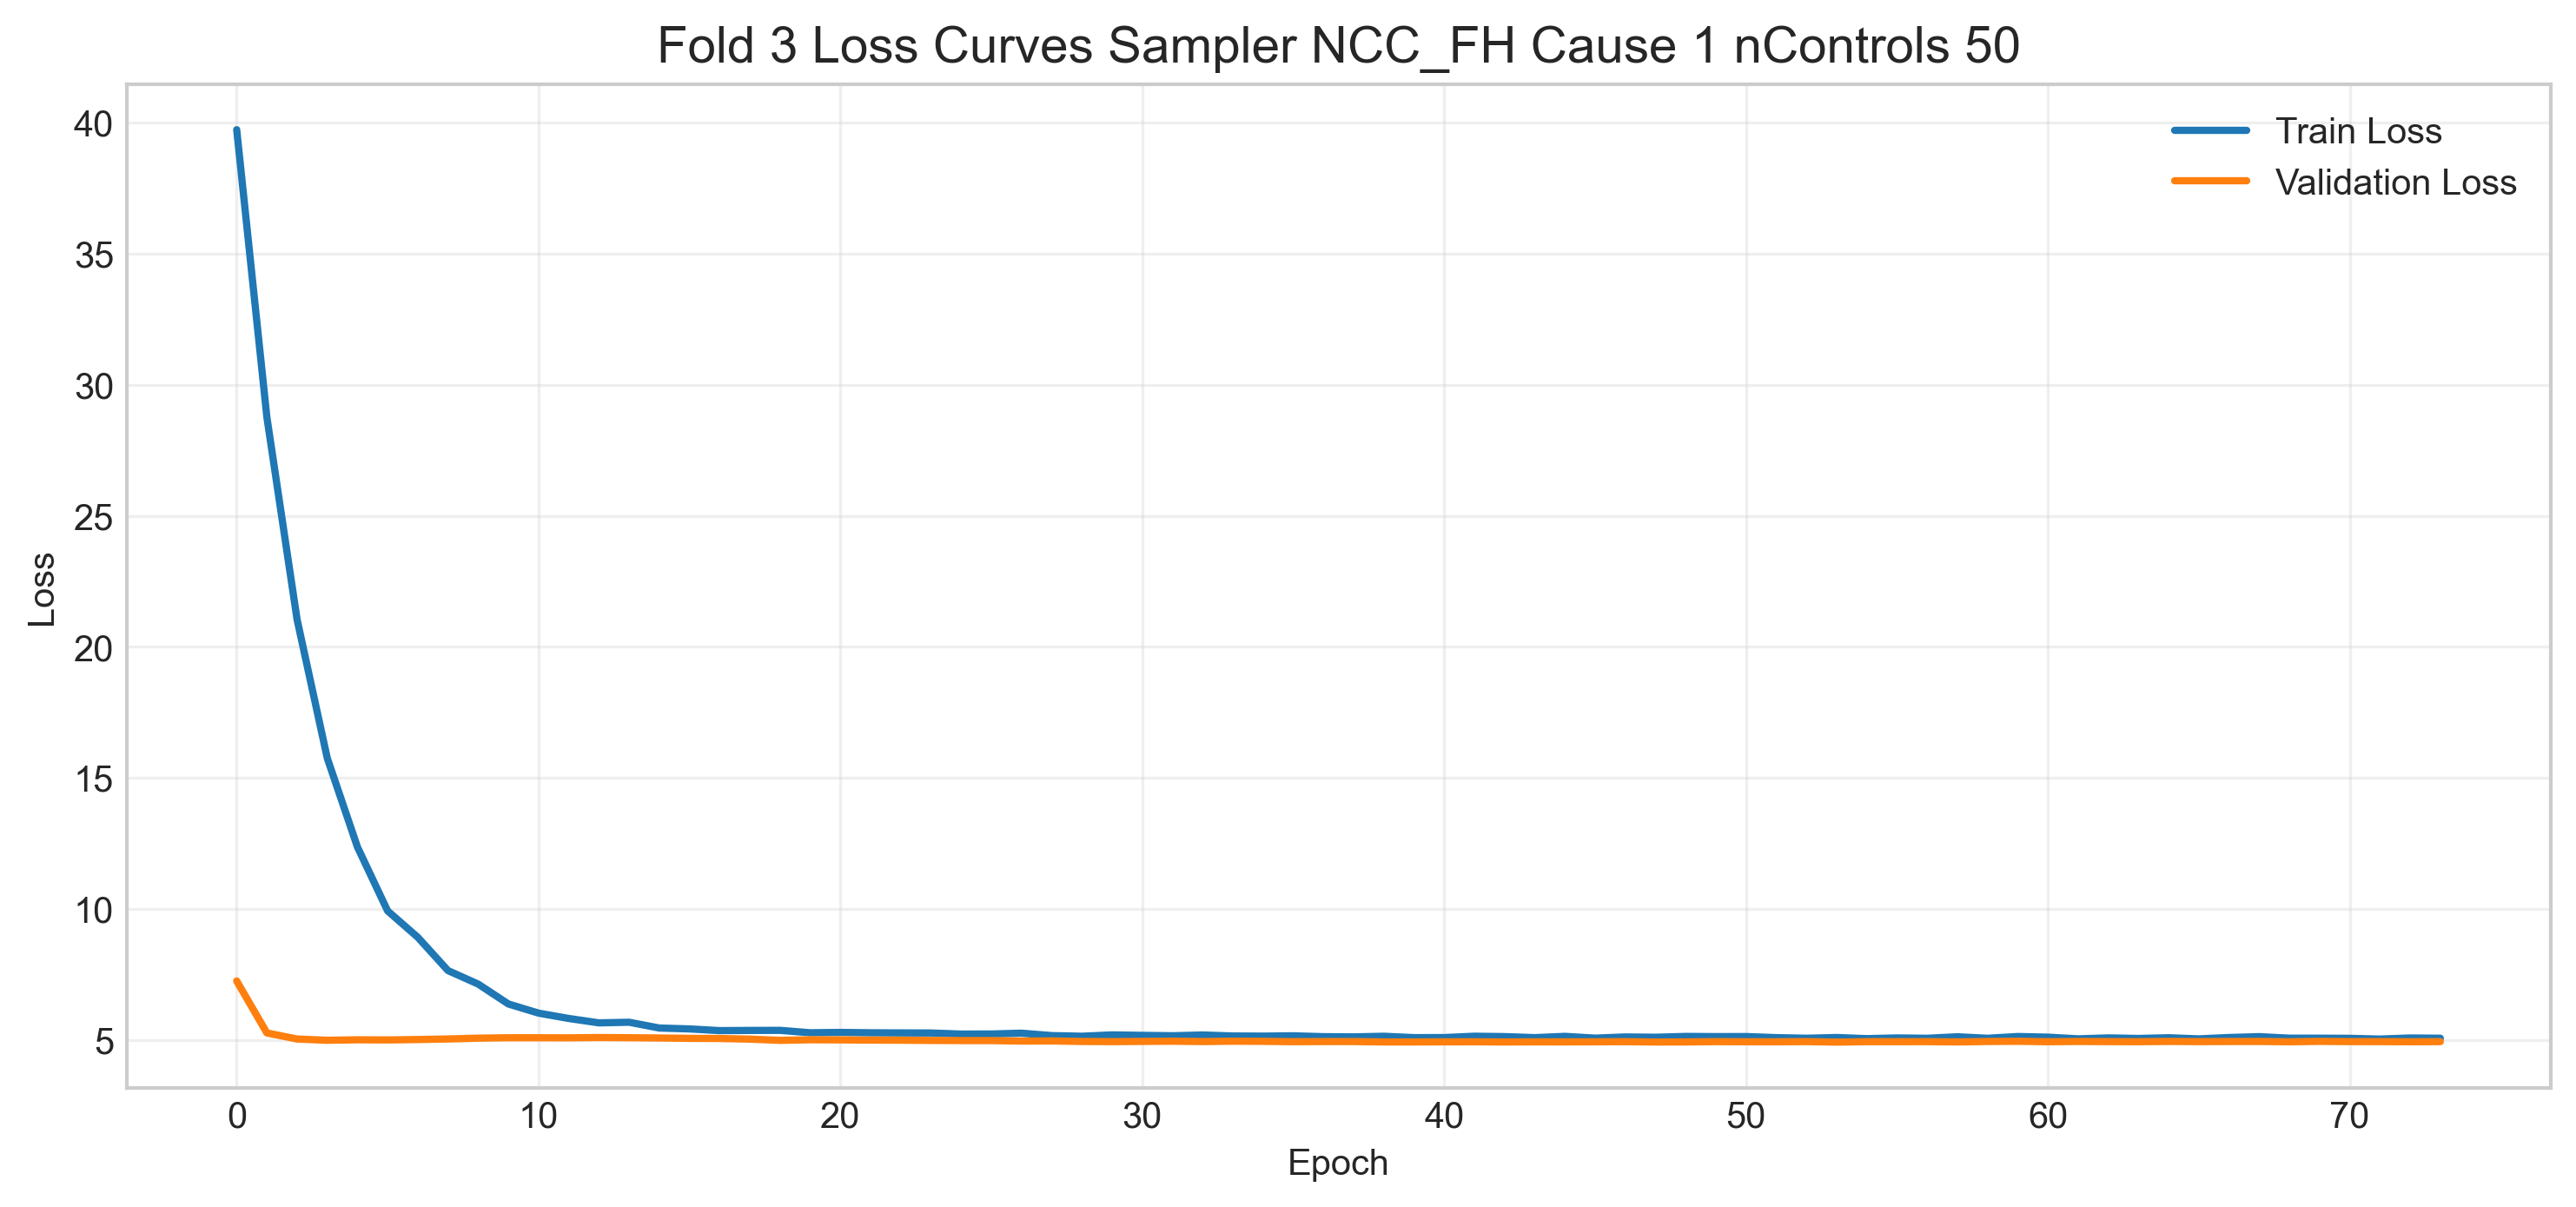 Fold 3 Loss Curves Sampler NCC_FH Cause 1 nControls 50
Train Loss
Validation Loss
40
35
30
25
20
15
10
5
Loss
0 10 20 30 40 50 60 70
Epoch